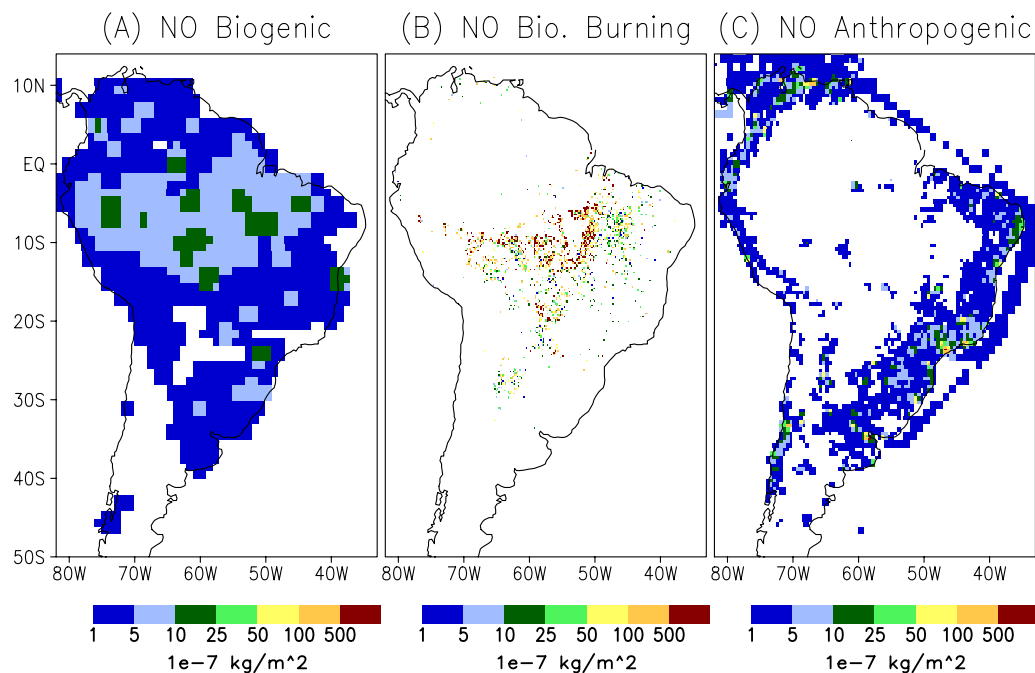 (A) NO Biogenic
(B) NO Bio. Burning
(C) NO Anthropogenic
10N
EQ
10S
20S
30S
40S
50S
80W 70W 60W 50W 40W
80W 70W 60W 50W 40W
80W 70W 60W 50W 40W
1 5 10 25 50 100 500
1e-7 kg/m^2
1 5 10 25 50 100 500
1e-7 kg/m^2
1 5 10 25 50 100 500
1e-7 kg/m^2